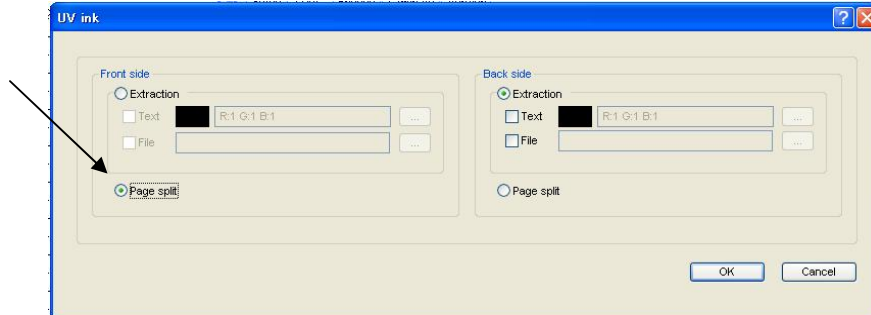 UV ink
Front side
Extraction
Text R:1 G:1 B:1 ...
File ...
Page split
Back side
Extraction
Text R:1 G:1 B:1 ...
File ...
Page split
OK Cancel